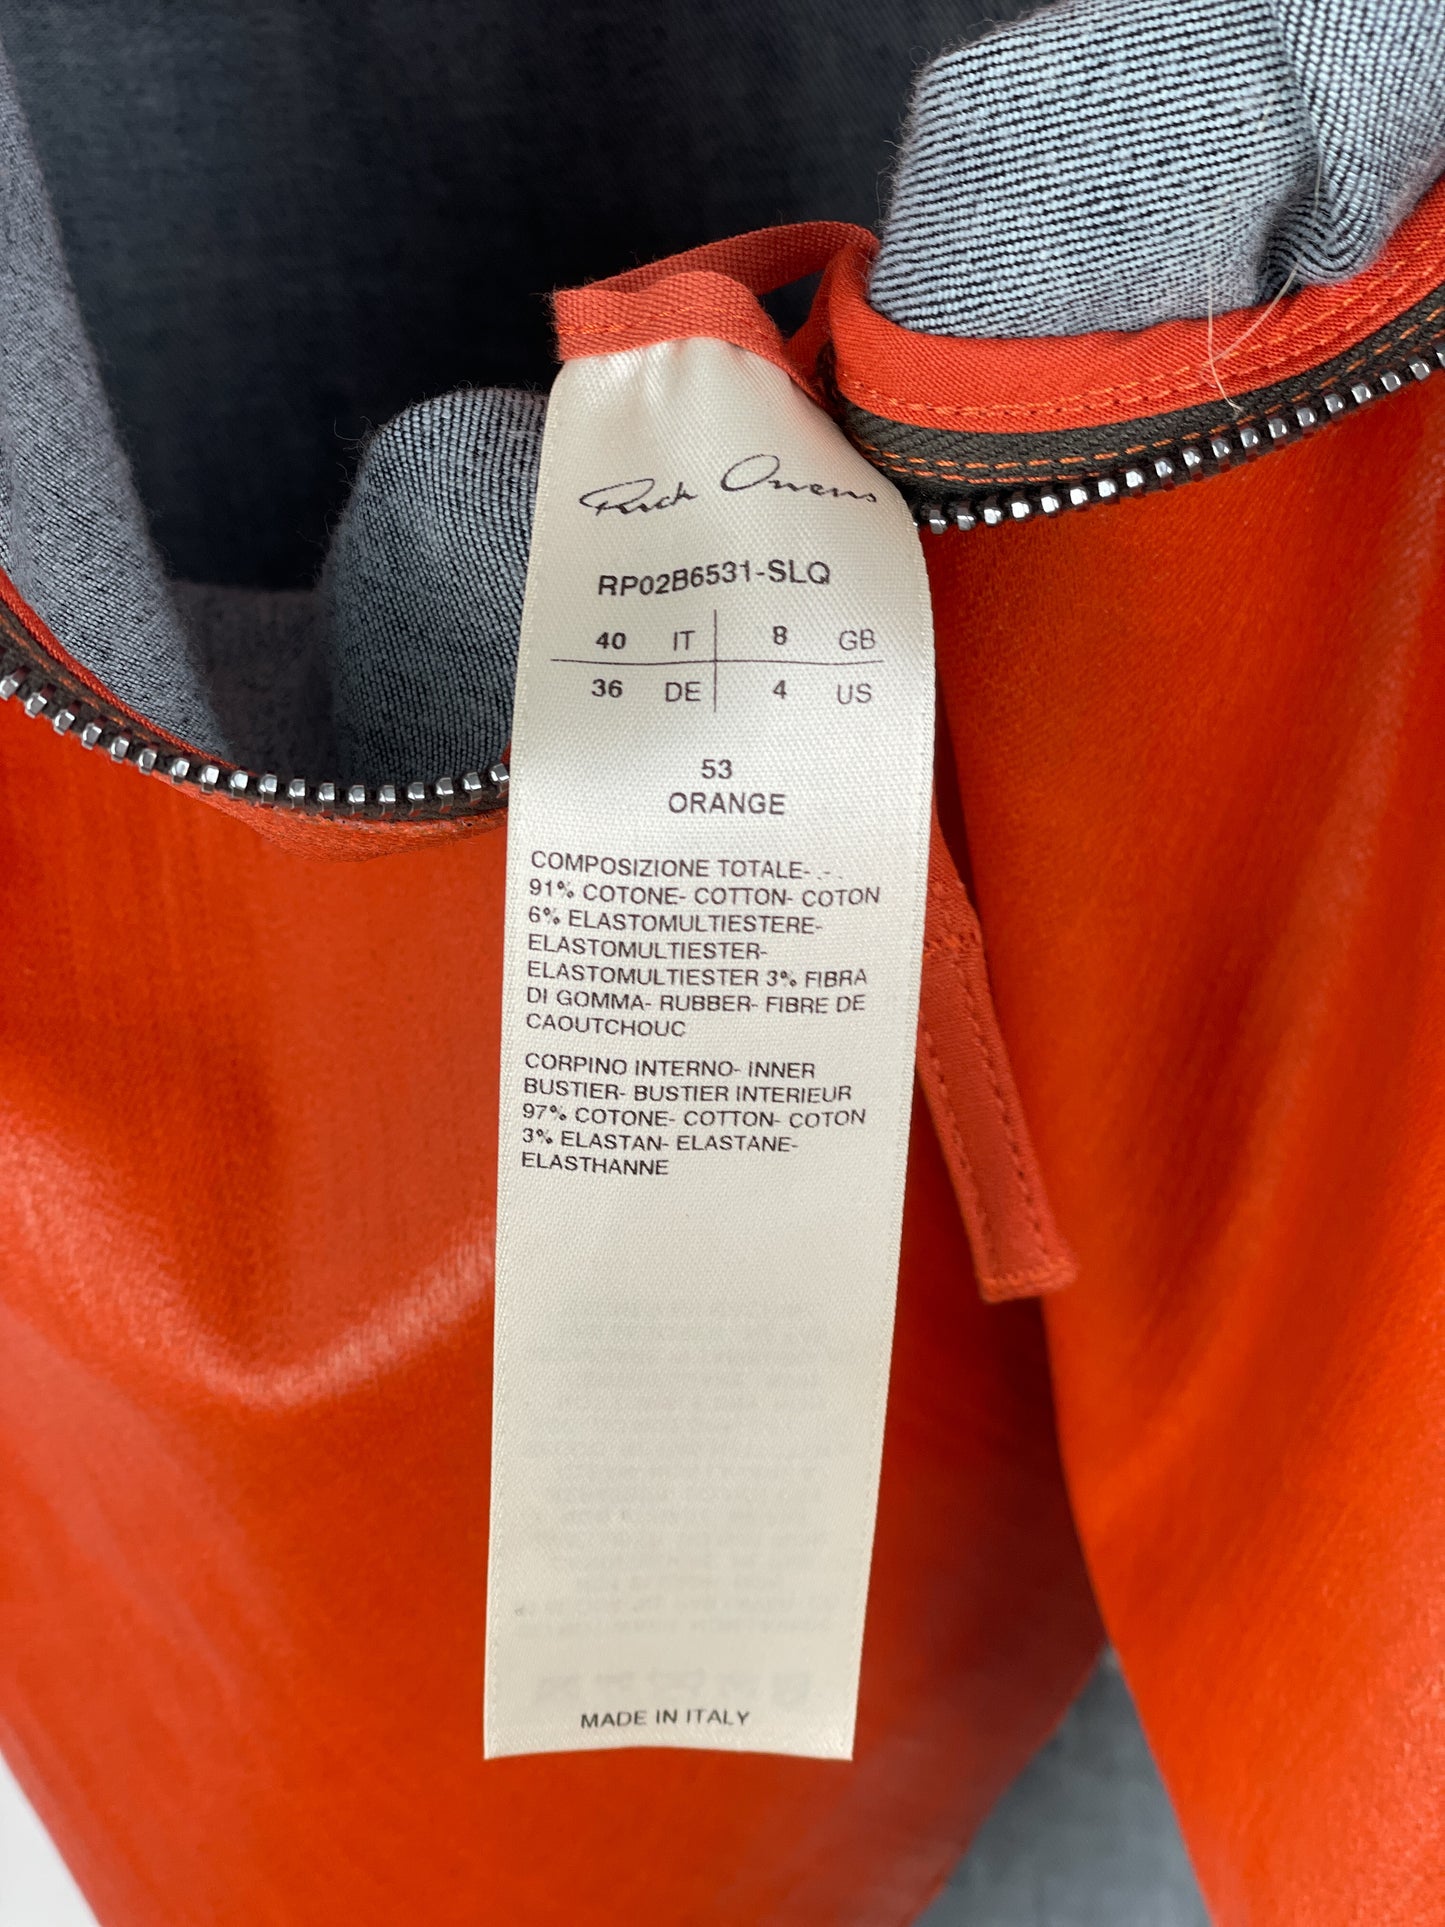 Rick Owens
RP02B6531-SLQ
40 IT 8 GB
36 DE 4 US
53
ORANGE
COMPOSIZIONE TOTALE- - .
91% COTONE- COTTON- COTON
6% ELASTOMULTIESTERE-
ELASTOMULTIESTER-
ELASTOMULTIESTER 3% FIBRA
DI GOMMA- RUBBER- FIBRE DE
CAOUTCHOUC
CORPINO INTERNO- INNER
BUSTIER- BUSTIER INTERIEUR
97% COTONE- COTTON- COTON
3% ELASTAN- ELASTANE-
ELASTHANNE
MADE IN ITALY